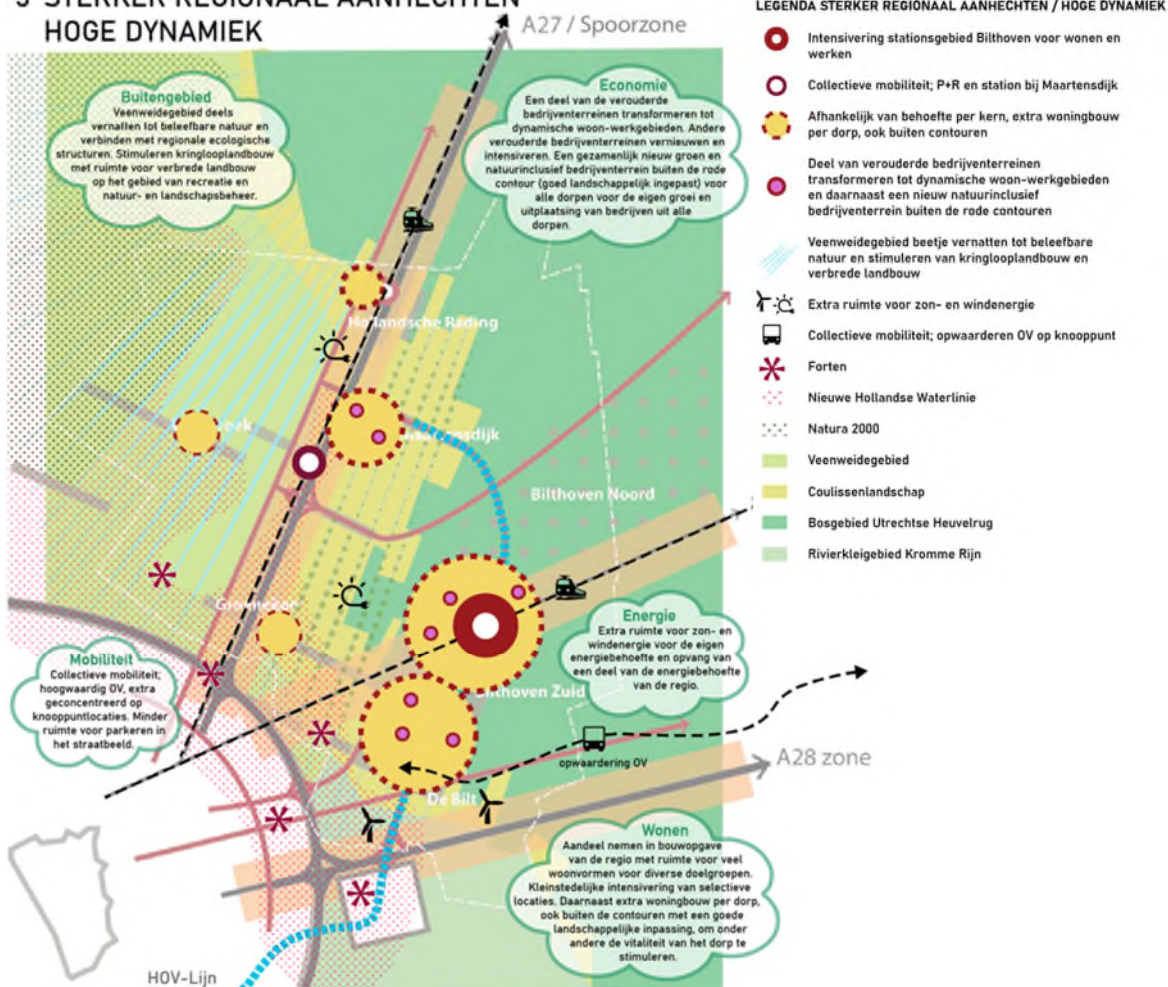 STERKER REGIONAAL AANHECHTEN
HOGE DYNAMIEK
A27 / Spoorzone
Buitengebied
Veenweidegebied deels
vernatten tot beleefbare natuur en
verbinden met regionale ecologische
structuren. Stimuleren kringlooplandbouw
met ruimte voor verbrede landbouw
op het gebied van recreatie en
natuur- en landschapsbeheer.
Economie
Een deel van de verouderde
bedrijventerreinen transformeren tot
dynamische woon-werkgebieden. Andere
verouderde bedrijventerreinen vernieuwen en
intensiveren. Een gezamenlijk nieuw groen en
natuurinclusief bedrijventerrein buiten de rode
contour (goed landschappelijk ingepast) voor
alle dorpen voor de eigen groei en
uitplaatsing van bedrijven uit alle
dorpen.
Hollandsche Rading
Bilthoven Noord
Mobiliteit
Collectieve mobiliteit;
hoogwaardig OV, extra
geconcentreerd op
knooppuntlocaties. Minder
ruimte voor parkeren in
het straatbeeld.
Energie
Extra ruimte voor zon- en
windenergie voor de eigen
energiebehoefte en opvang van
een deel van de energiebehoefte
van de regio.
Zuid
opwaardering OV
A28 zone
De Bilt
Wonen
Aandeel nemen in bouwopgave
van de regio met ruimte voor veel
woonvormen voor diverse doelgroepen.
Kleinstedelijke intensivering van selectieve
locaties. Daarnaast extra woningbouw per dorp,
ook buiten de contouren met een goede
landschappelijke inpassing, om onder
andere de vitaliteit van het dorp te
stimuleren.
HOV-Lijn
LEGENDA STERKER REGIONAAL AANHECHTEN / HOGE DYNAMIEK
Intensivering stationsgebied Bilthoven voor wonen en
werken
Collectieve mobiliteit; P+R en station bij Maartensdijk
Afhankelijk van behoefte per kern, extra woningbouw
per dorp, ook buiten contouren
Deel van verouderde bedrijventerreinen
transformeren tot dynamische woon-werkgebieden
en daarnaast een nieuw natuurinclusief
bedrijventerrein buiten de rode contouren
Veenweidegebied beetje vernatten tot beleefbare
natuur en stimuleren van kringlooplandbouw en
verbrede landbouw
Extra ruimte voor zon- en windenergie
Collectieve mobiliteit; opwaarderen OV op knooppunt
Forten
Nieuwe Hollandse Waterlinie
Natura 2000
Veenweidegebied
Coulissenlandschap
Bosgebied Utrechtse Heuvelrug
Rivierkleigebied Kromme Rijn